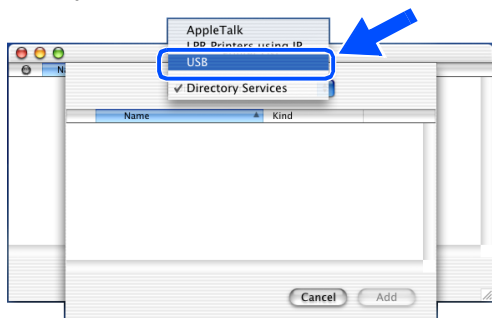 AppleTalk
LPR Printers using IP
USB
✓ Directory Services
N
Name Kind
Cancel Add